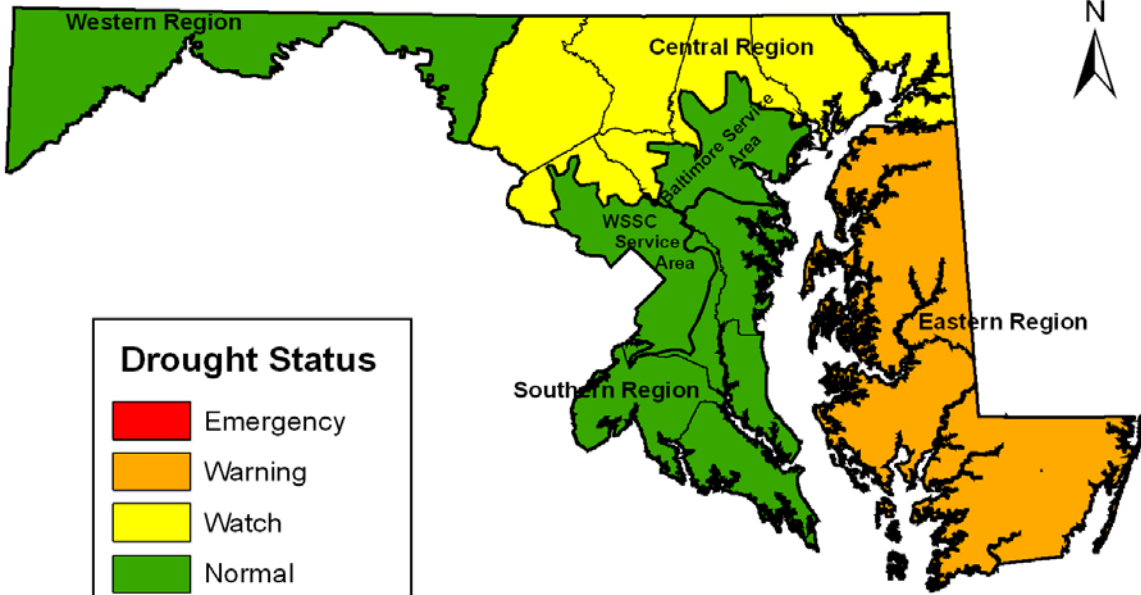 Western Region
N
Central Region
Baltimore Service
Area
WSSC
Service
Area
Eastern Region
Southern Region
Drought Status
Emergency
Warning
Watch
Normal